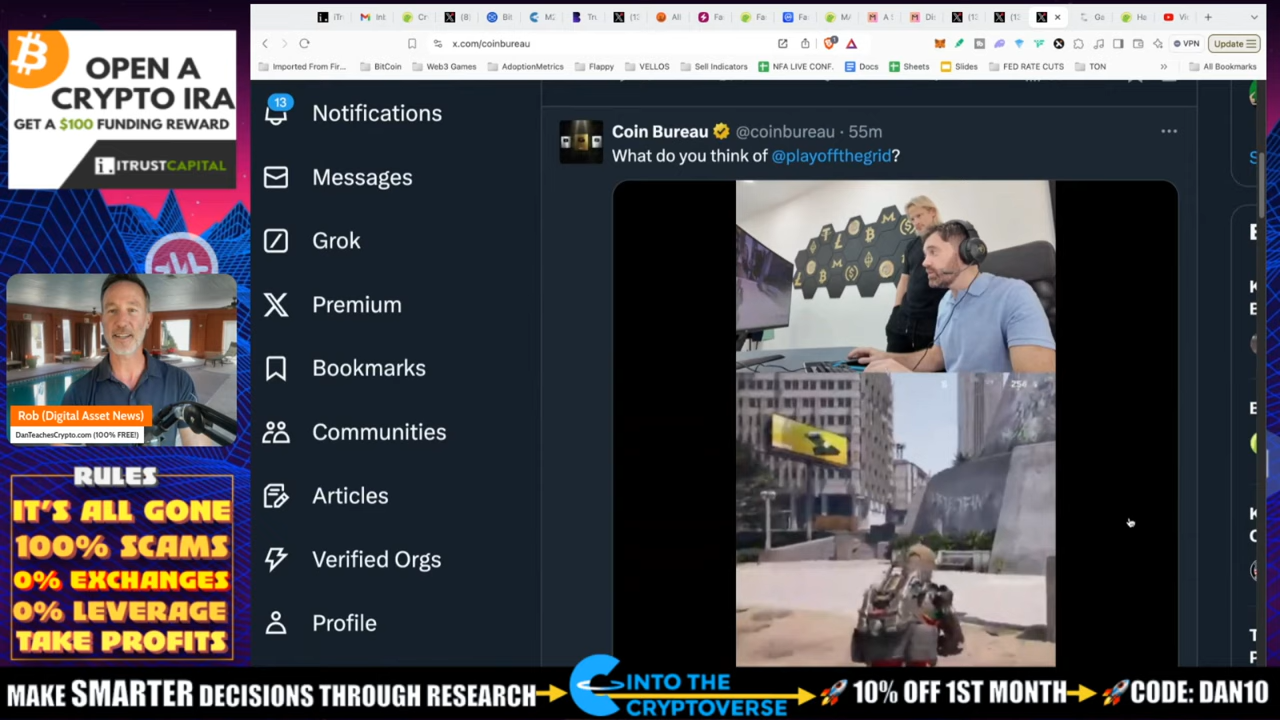 OPEN A
CRYPTO IRA
GET A $100 FUNDING REWARD
ITRUSTCAPITAL
Rob (Digital Asset News)
DanTeachesCrypto.com (100% FREE!)
RULES
IT'S ALL GONE
100% SCAMS
0% EXCHANGES
0% LEVERAGE
TAKE PROFITS
x.com/coinbureau
VPN
Update
Imported From Fir...
BitCoin
Web3 Games
AdoptionMetrics
Flappy
VELLOS
Sell Indicators
NFA LIVE CONF.
Docs
Sheets
Slides
FED RATE CUTS
TON
All Bookmarks
13
Notifications
Messages
Grok
Premium
Bookmarks
Communities
Articles
Verified Orgs
Profile
Coin Bureau @coinbureau · 55m
What do you think of @playoffthegrid?
MAKE SMARTER DECISIONS THROUGH RESEARCH
INTO THE
CRYPTOVERSE
10% OFF 1ST MONTH
CODE: DAN10